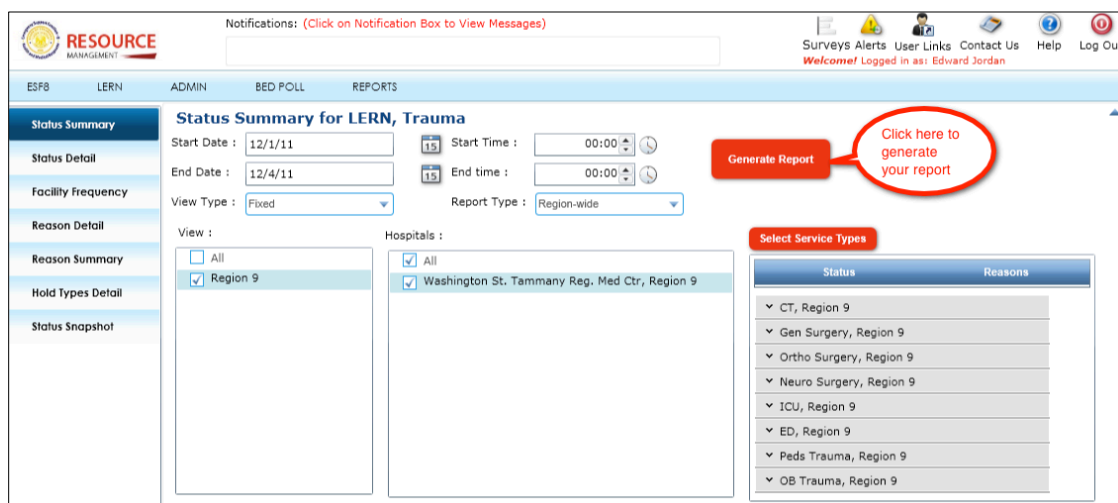 Notifications: (Click on Notification Box to View Messages)
RESOURCE
MANAGEMENT
Surveys Alerts User Links Contact Us Help Log Ou
Welcome! Logged in as: Edward Jordan
ESF8 LERN ADMIN BED POLL REPORTS
Status Summary
Status Detail
Facility Frequency
Reason Detail
Reason Summary
Hold Types Detail
Status Snapshot
Status Summary for LERN, Trauma
Start Date : 12/1/11 15 Start Time : 00:00
End Date : 12/4/11 15 End time : 00:00
View Type : Fixed Report Type : Region-wide
Generate Report
Click here to
generate
your report
View :
All
Region 9
Hospitals :
All
Washington St. Tammany Reg. Med Ctr, Region 9
Select Service Types
Status Reasons
CT, Region 9
Gen Surgery, Region 9
Ortho Surgery, Region 9
Neuro Surgery, Region 9
ICU, Region 9
ED, Region 9
Peds Trauma, Region 9
OB Trauma, Region 9